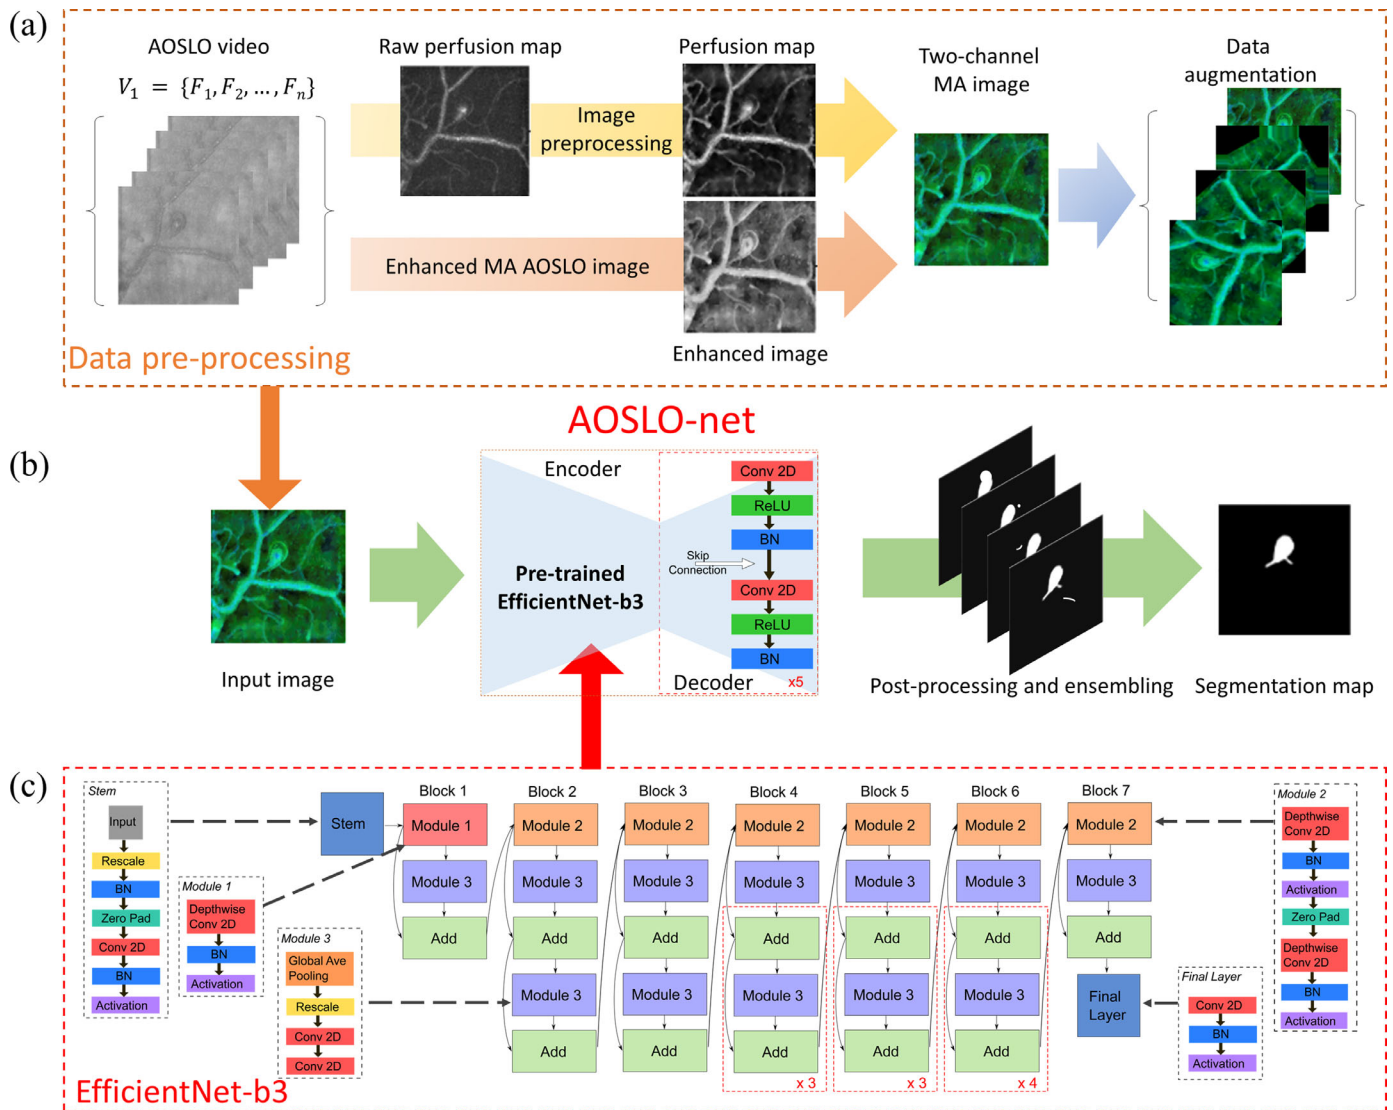 (a)
AOSLO video
V₁ = {F₁, F₂, ..., Fₙ}
Raw perfusion map
Image
preprocessing
Perfusion map
Two-channel
MA image
Data
augmentation
Enhanced MA AOSLO image
Enhanced image
Data pre-processing
(b)
AOSLO-net
Input image
Encoder
Pre-trained
EfficientNet-b3
Conv 2D
ReLU
BN
Skip
Connection
Conv 2D
ReLU
BN
Decoder
x5
Post-processing and ensembling
Segmentation map
(c)
Stem
Input
Rescale
BN
Zero Pad
Conv 2D
BN
Activation
Module 1
Depthwise
Conv 2D
BN
Activation
Module 3
Global Ave
Pooling
Rescale
Conv 2D
Conv 2D
Stem
Block 1
Module 1
Module 3
Add
Block 2
Module 2
Module 3
Add
Module 3
Add
Block 3
Module 2
Module 3
Add
Module 3
Add
Block 4
Module 2
Module 3
Add
Module 3
Add
x 3
Block 5
Module 2
Module 3
Add
Module 3
Add
x 3
Block 6
Module 2
Module 3
Add
Module 3
Add
x 4
Block 7
Module 2
Module 3
Add
Final
Layer
Final Layer
Conv 2D
BN
Activation
Module 2
Depthwise
Conv 2D
BN
Activation
Zero Pad
Depthwise
Conv 2D
BN
Activation
EfficientNet-b3